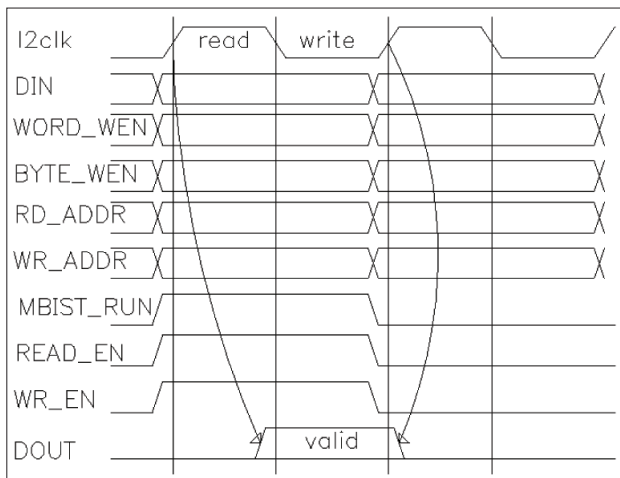 l2clk read write
DIN
WORD_WEN
BYTE_WEN
RD_ADDR
WR_ADDR
MBIST_RUN
READ_EN
WR_EN
DOUT valid